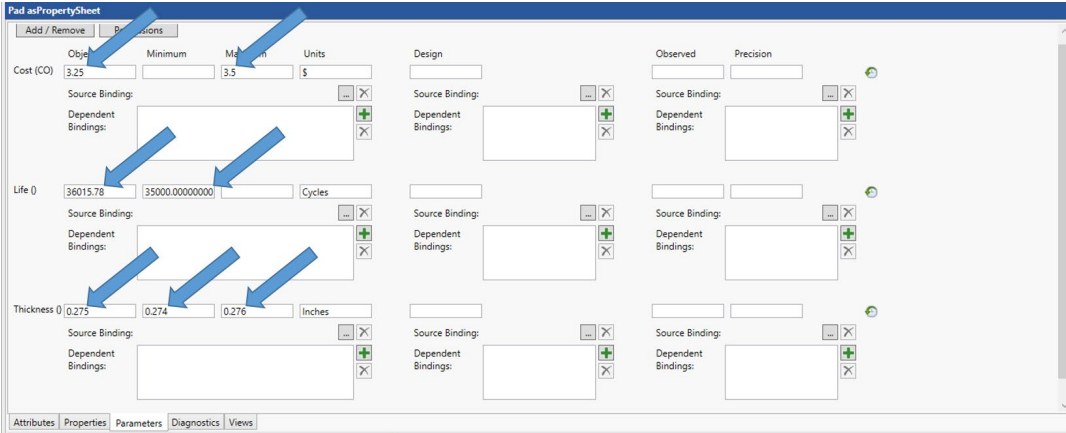 Pad asPropertySheet
Add / Remove
Minimum Units Design Observed Precision
Cost (CO) 3.25 3.5 $
Source Binding: ... Source Binding: ... Source Binding: ...
Dependent Bindings: Dependent Bindings: Dependent Bindings:
Life () 36015.78 35000.00000000 Cycles
Source Binding: ... Source Binding: ... Source Binding: ...
Dependent Bindings: Dependent Bindings: Dependent Bindings:
Thickness () 0.275 0.274 0.276 Inches
Source Binding: ... Source Binding: ... Source Binding: ...
Dependent Bindings: Dependent Bindings: Dependent Bindings:
Attributes Properties Parameters Diagnostics Views